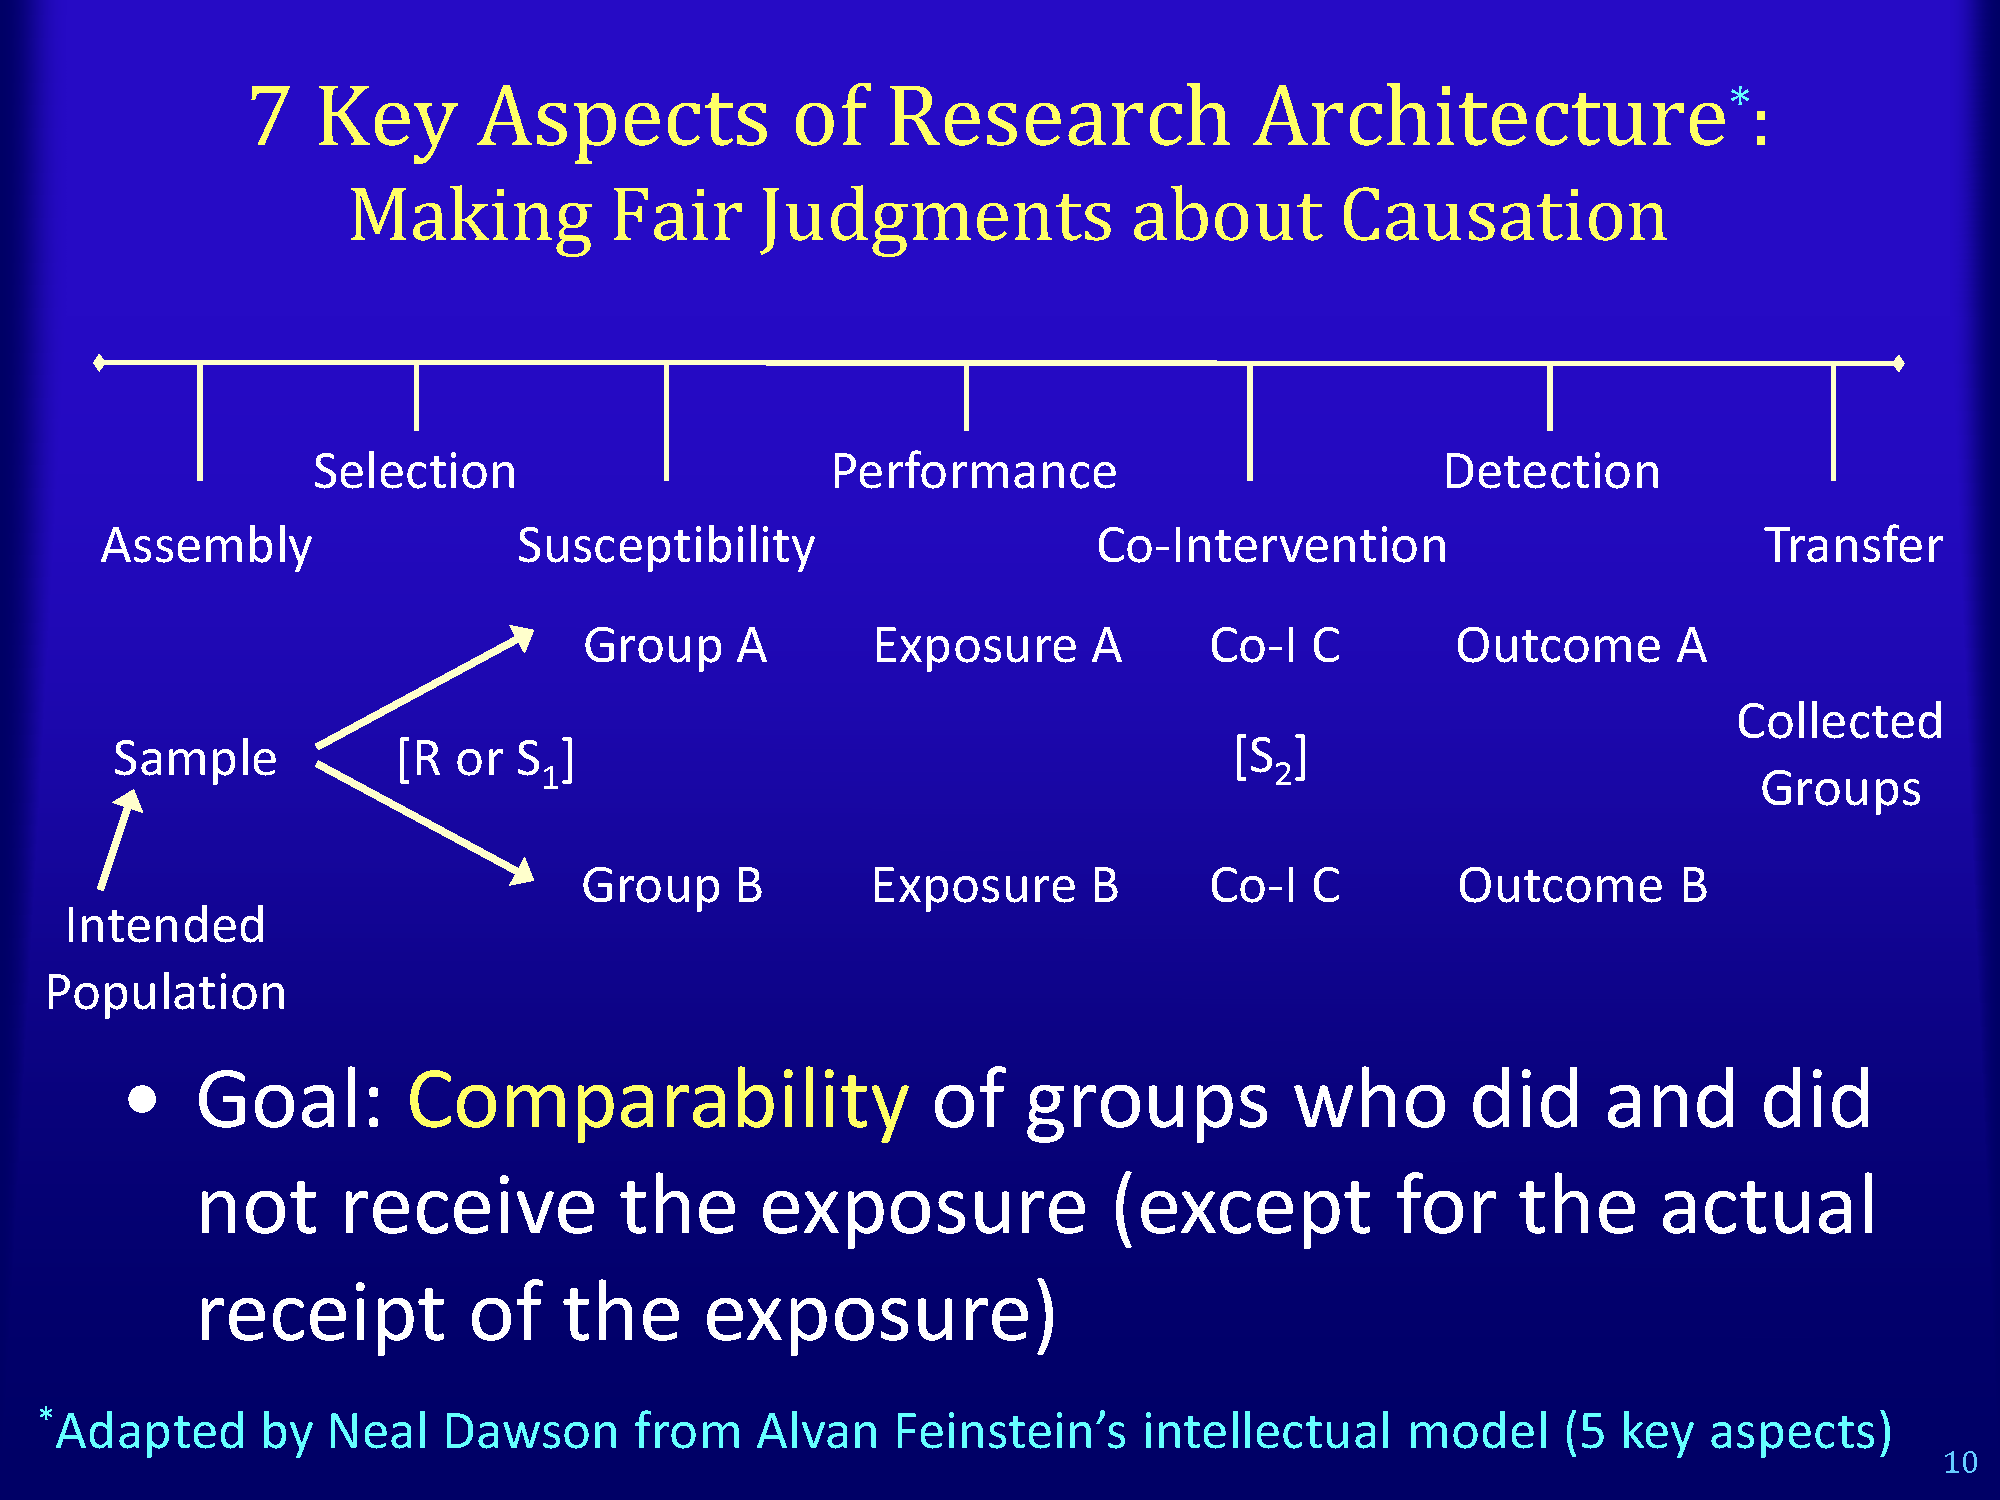 7 Key Aspects of Research Architecture*:
Making Fair Judgments about Causation
Selection Performance Detection
Assembly Susceptibility Co-Intervention Transfer
Group A Exposure A Co-I C Outcome A
Collected
Sample [R or S1] [S2]
Groups
Group B Exposure B Co-I C Outcome B
Intended
Population
• Goal: Comparability of groups who did and did
not receive the exposure (except for the actual
receipt of the exposure)
*Adapted by Neal Dawson from Alvan Feinstein’s intellectual model (5 key aspects)
10